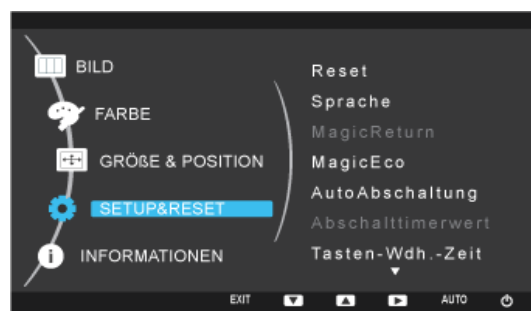 BILD
FARBE
GRÖßE & POSITION
SETUP&RESET
INFORMATIONEN
Reset
Sprache
MagicReturn
MagicEco
AutoAbschaltung
Abschalttimerwert
Tasten-Wdh.-Zeit
EXIT
AUTO